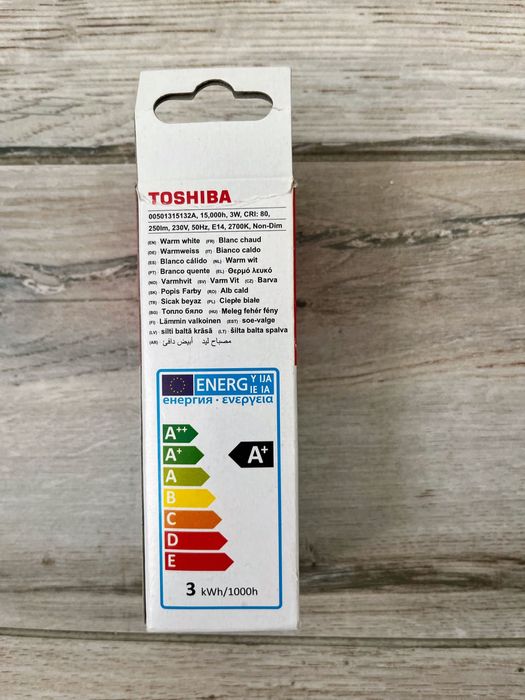 TOSHIBA
00501315132A, 15,000h, 3W, CRI: 80,
250lm, 230V, 50Hz, E14, 2700K, Non-Dim
(EN) Warm white (FR) Blanc chaud
(DE) Warmweiss (IT) Bianco caldo
(ES) Blanco cálido (NL) Warm wit
(PT) Branco quente (EL) Θερμό λευκό
(NO) Varmhvit (SV) Varm Vit (CZ) Barva
(SK) Popis Farby (RO) Alb cald
(TR) Sicak beyaz (PL) Ciepłe białe
(BG) Топло бяло (HU) Meleg fehér fény
(FI) Lämmin valkoinen (EST) soe-valge
(LV) silti baltā krāsā (LT) šilta balta spalva
(AR) مصباح ليد أبيض دافئ
ENERG Y IJA
IE IA
енергия · ενεργεια
A++
A+
A+
A
B
C
D
E
3 kWh/1000h